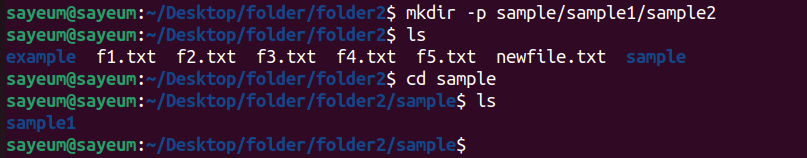 sayeum@sayeum:~/Desktop/folder/folder2$ mkdir -p sample/sample1/sample2
sayeum@sayeum:~/Desktop/folder/folder2$ ls
example  f1.txt  f2.txt  f3.txt  f4.txt  f5.txt  newfile.txt  sample
sayeum@sayeum:~/Desktop/folder/folder2$ cd sample
sayeum@sayeum:~/Desktop/folder/folder2/sample$ ls
sample1
sayeum@sayeum:~/Desktop/folder/folder2/sample$